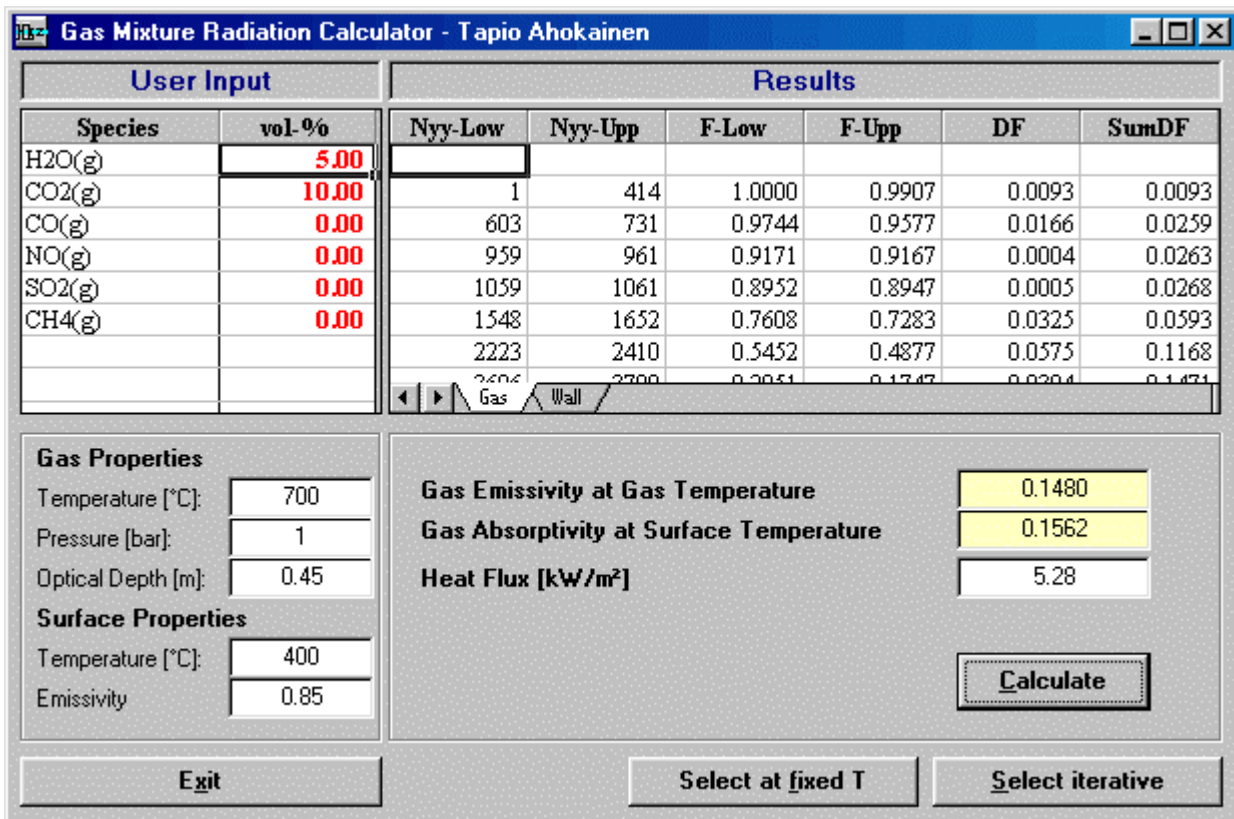 Gas Mixture Radiation Calculator - Tapio Ahokainen
User Input
Results
Species vol-%
H2O(g) 5.00
CO2(g) 10.00
CO(g) 0.00
NO(g) 0.00
SO2(g) 0.00
CH4(g) 0.00
Nyy-Low Nyy-Upp F-Low F-Upp DF SumDF
1 414 1.0000 0.9907 0.0093 0.0093
603 731 0.9744 0.9577 0.0166 0.0259
959 961 0.9171 0.9167 0.0004 0.0263
1059 1061 0.8952 0.8947 0.0005 0.0268
1548 1652 0.7608 0.7283 0.0325 0.0593
2223 2410 0.5452 0.4877 0.0575 0.1168
Gas Wall
Gas Properties
Temperature [°C]: 700
Pressure [bar]: 1
Optical Depth [m]: 0.45
Surface Properties
Temperature [°C]: 400
Emissivity 0.85
Gas Emissivity at Gas Temperature 0.1480
Gas Absorptivity at Surface Temperature 0.1562
Heat Flux [kW/m²] 5.28
Calculate
Exit
Select at fixed T
Select iterative